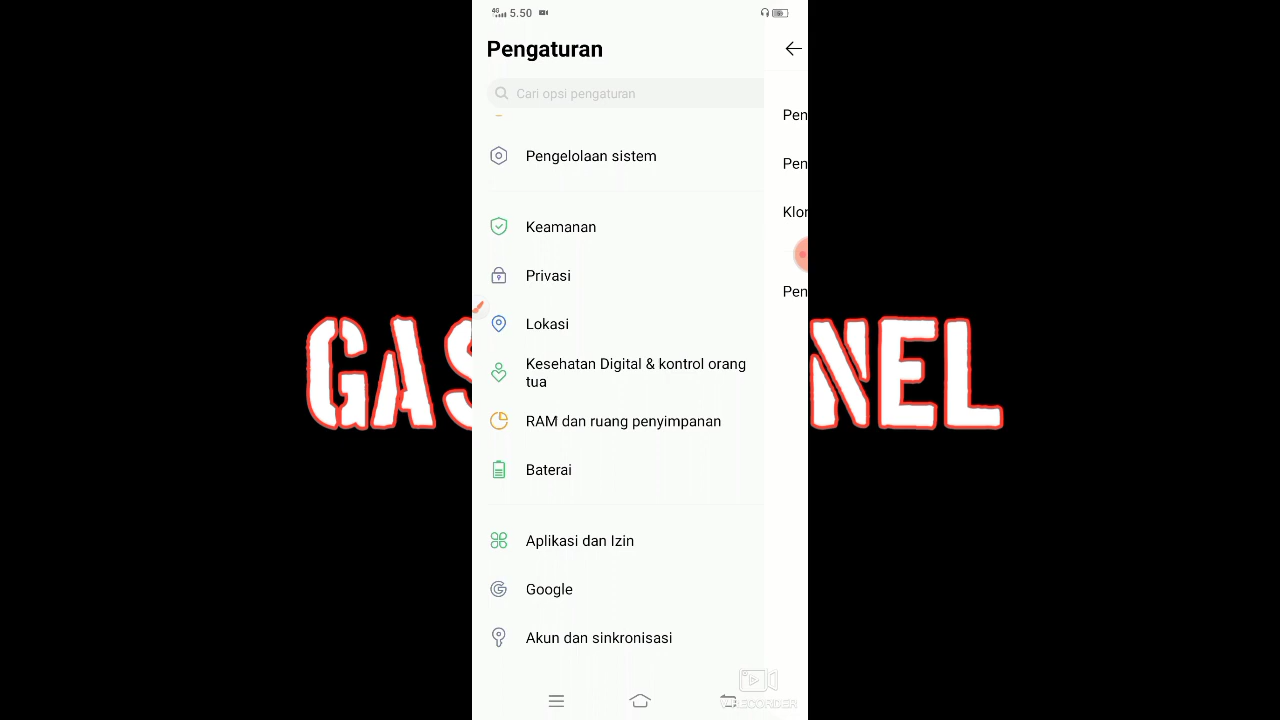 4G 5.50
Pengaturan
Cari opsi pengaturan
Pengelolaan sistem
Keamanan
Privasi
Lokasi
Kesehatan Digital & kontrol orang
tua
RAM dan ruang penyimpanan
Baterai
Aplikasi dan Izin
Google
Akun dan sinkronisasi
Pen
Pen
Klon
Pen
GAS
NEL